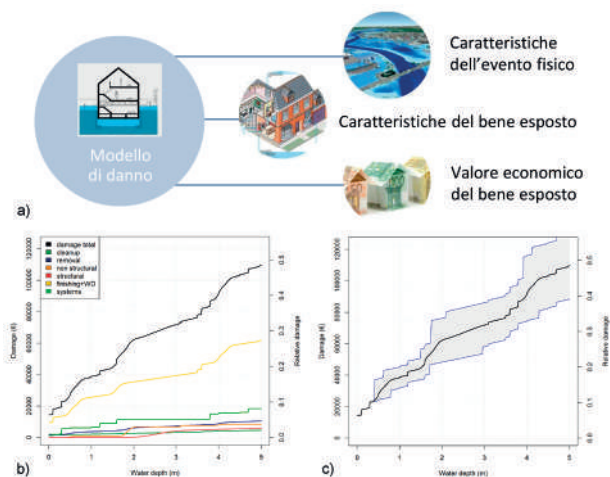 Caratteristiche
dell'evento fisico
Caratteristiche del bene esposto
Modello
di danno
Valore economico
del bene esposto
a)
damage total
cleanup
removal
non structural
structural
finishing+WD
systems
Damage (€)
0
20000
40000
60000
80000
100000
120000
Relative damage
0.0
0.1
0.2
0.3
0.4
0.5
0
1
2
3
4
5
Water depth (m)
b)
Damage (€)
0
20000
40000
60000
80000
100000
120000
Relative damage
0.0
0.1
0.2
0.3
0.4
0.5
0
1
2
3
4
5
Water depth (m)
c)